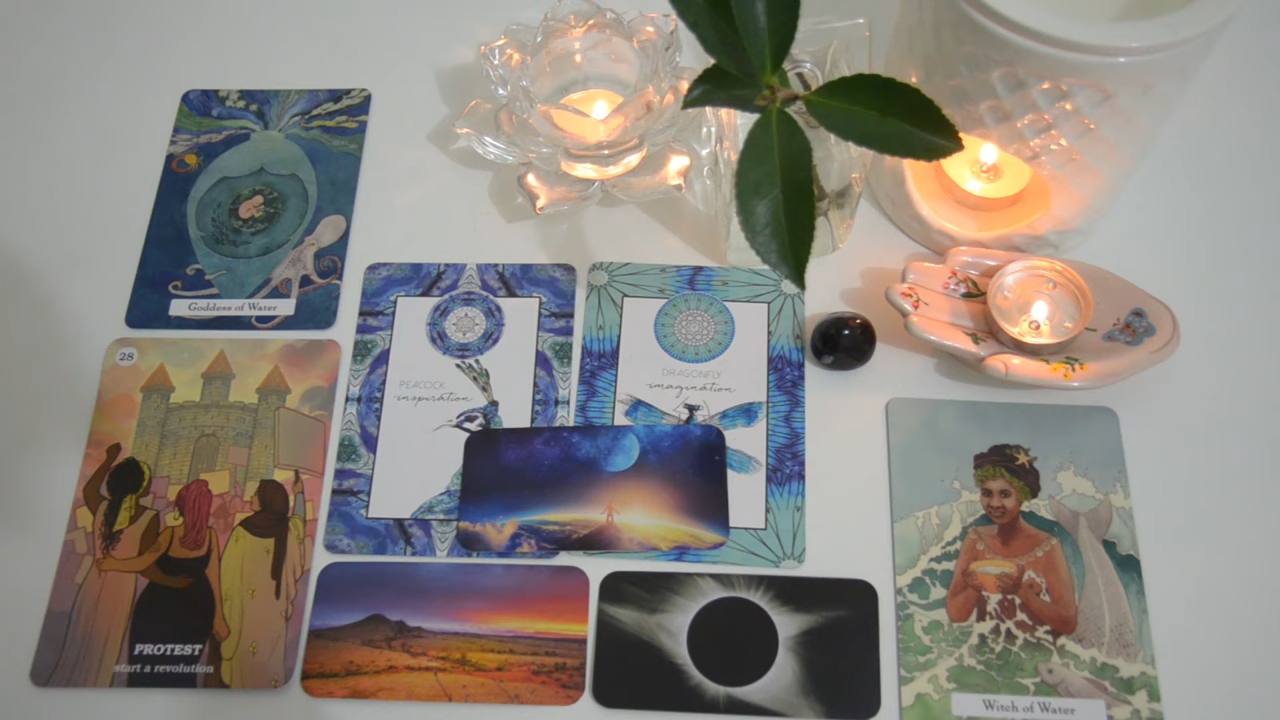 Goddess of Water
28
PROTEST
start a revolution
PEACOCK
inspiration
DRAGONFLY
imagination
Witch of Water